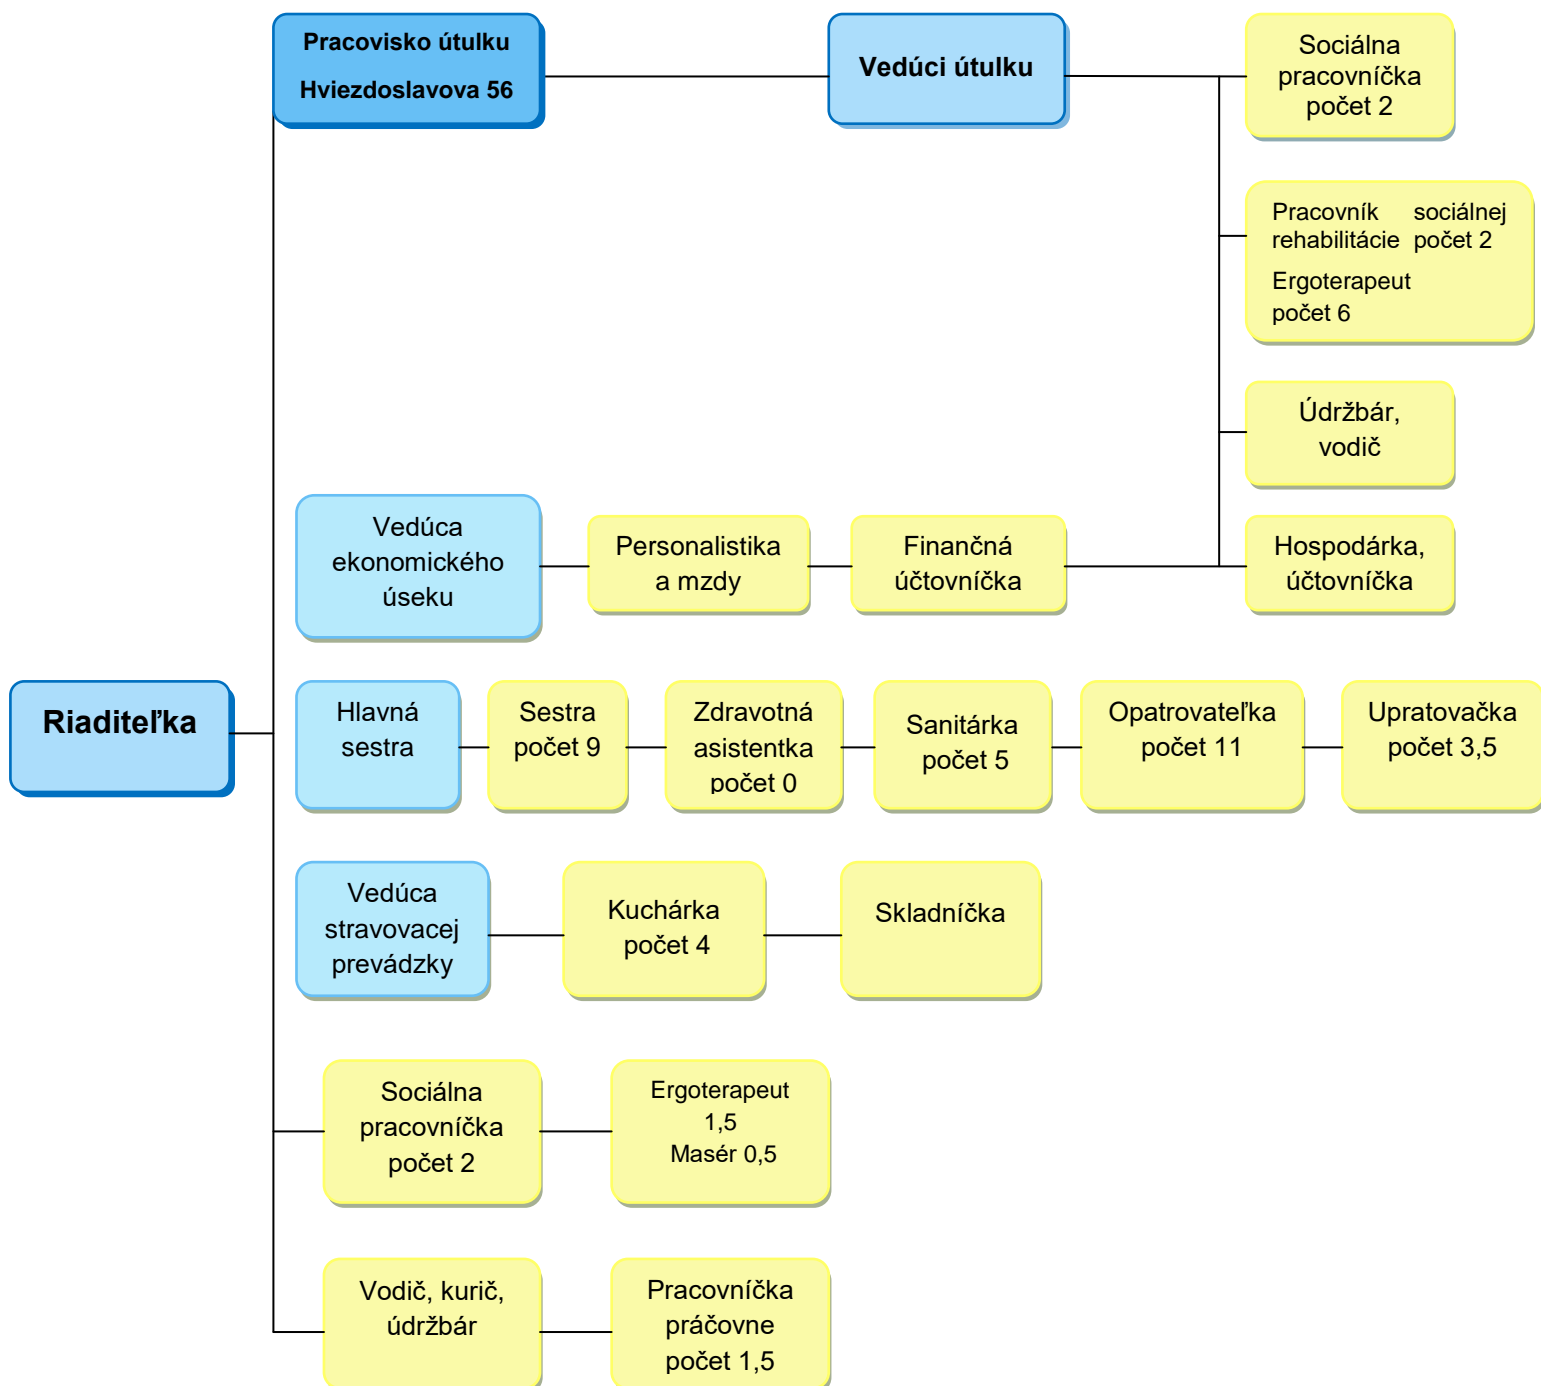 Pracovisko útulku
Hviezdoslavova 56
Vedúci útulku
Sociálna
pracovníčka
počet 2
Pracovník sociálnej
rehabilitácie počet 2
Ergoterapeut
počet 6
Údržbár,
vodič
Vedúca
ekonomického
úseku
Personalistika
a mzdy
Finančná
účtovníčka
Hospodárka,
účtovníčka
Riaditeľka
Hlavná
sestra
Sestra
počet 9
Zdravotná
asistentka
počet 0
Sanitárka
počet 5
Opatrovateľka
počet 11
Upratovačka
počet 3,5
Vedúca
stravovacej
prevádzky
Kuchárka
počet 4
Skladníčka
Sociálna
pracovníčka
počet 2
Ergoterapeut
1,5
Masér 0,5
Vodič, kurič,
údržbár
Pracovníčka
práčovne
počet 1,5